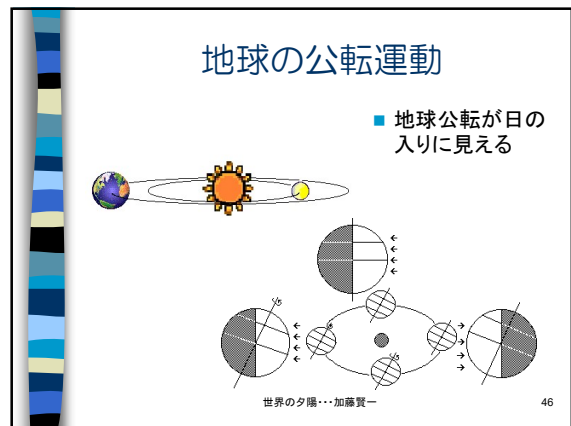 地球の公転運動
地球公転が日の
入りに見える
世界の夕陽・・・加藤賢一
46